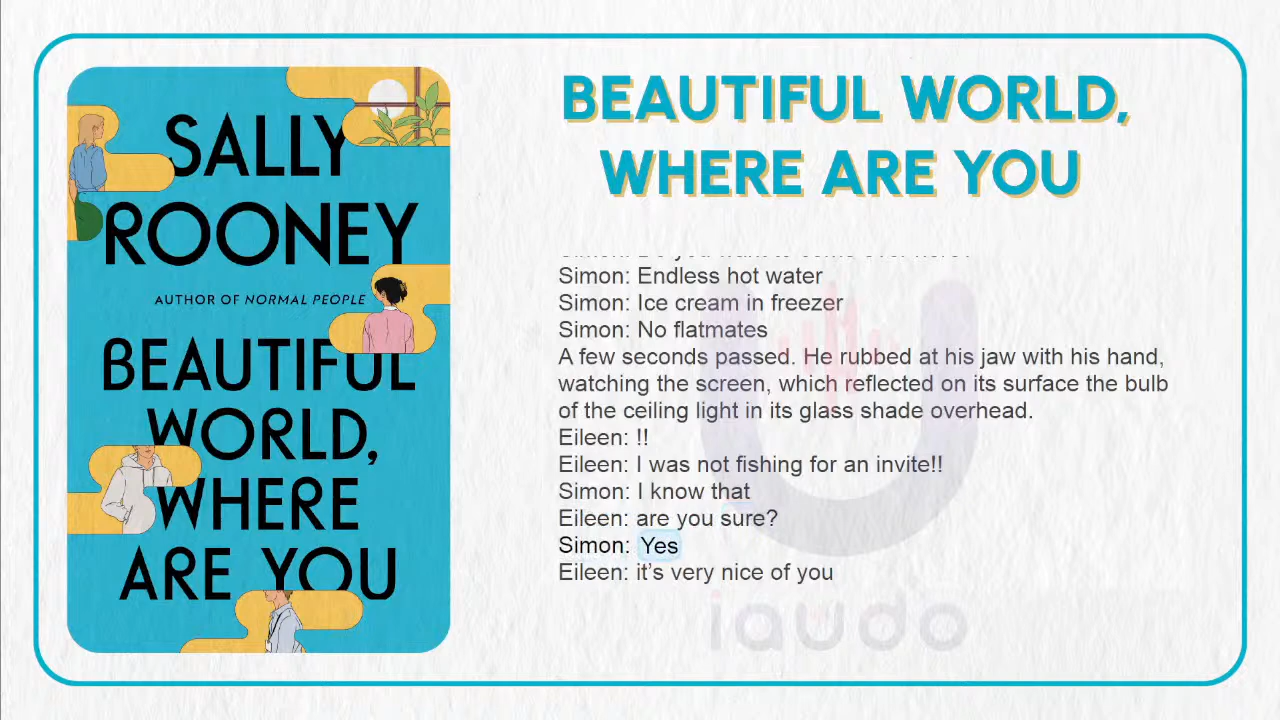 SALLY
ROONEY
AUTHOR OF NORMAL PEOPLE
BEAUTIFUL
WORLD,
WHERE
ARE YOU
BEAUTIFUL WORLD,
WHERE ARE YOU
Simon: Endless hot water
Simon: Ice cream in freezer
Simon: No flatmates
A few seconds passed. He rubbed at his jaw with his hand,
watching the screen, which reflected on its surface the bulb
of the ceiling light in its glass shade overhead.
Eileen: !!
Eileen: I was not fishing for an invite!!
Simon: I know that
Eileen: are you sure?
Simon: Yes
Eileen: it’s very nice of you
iaudo